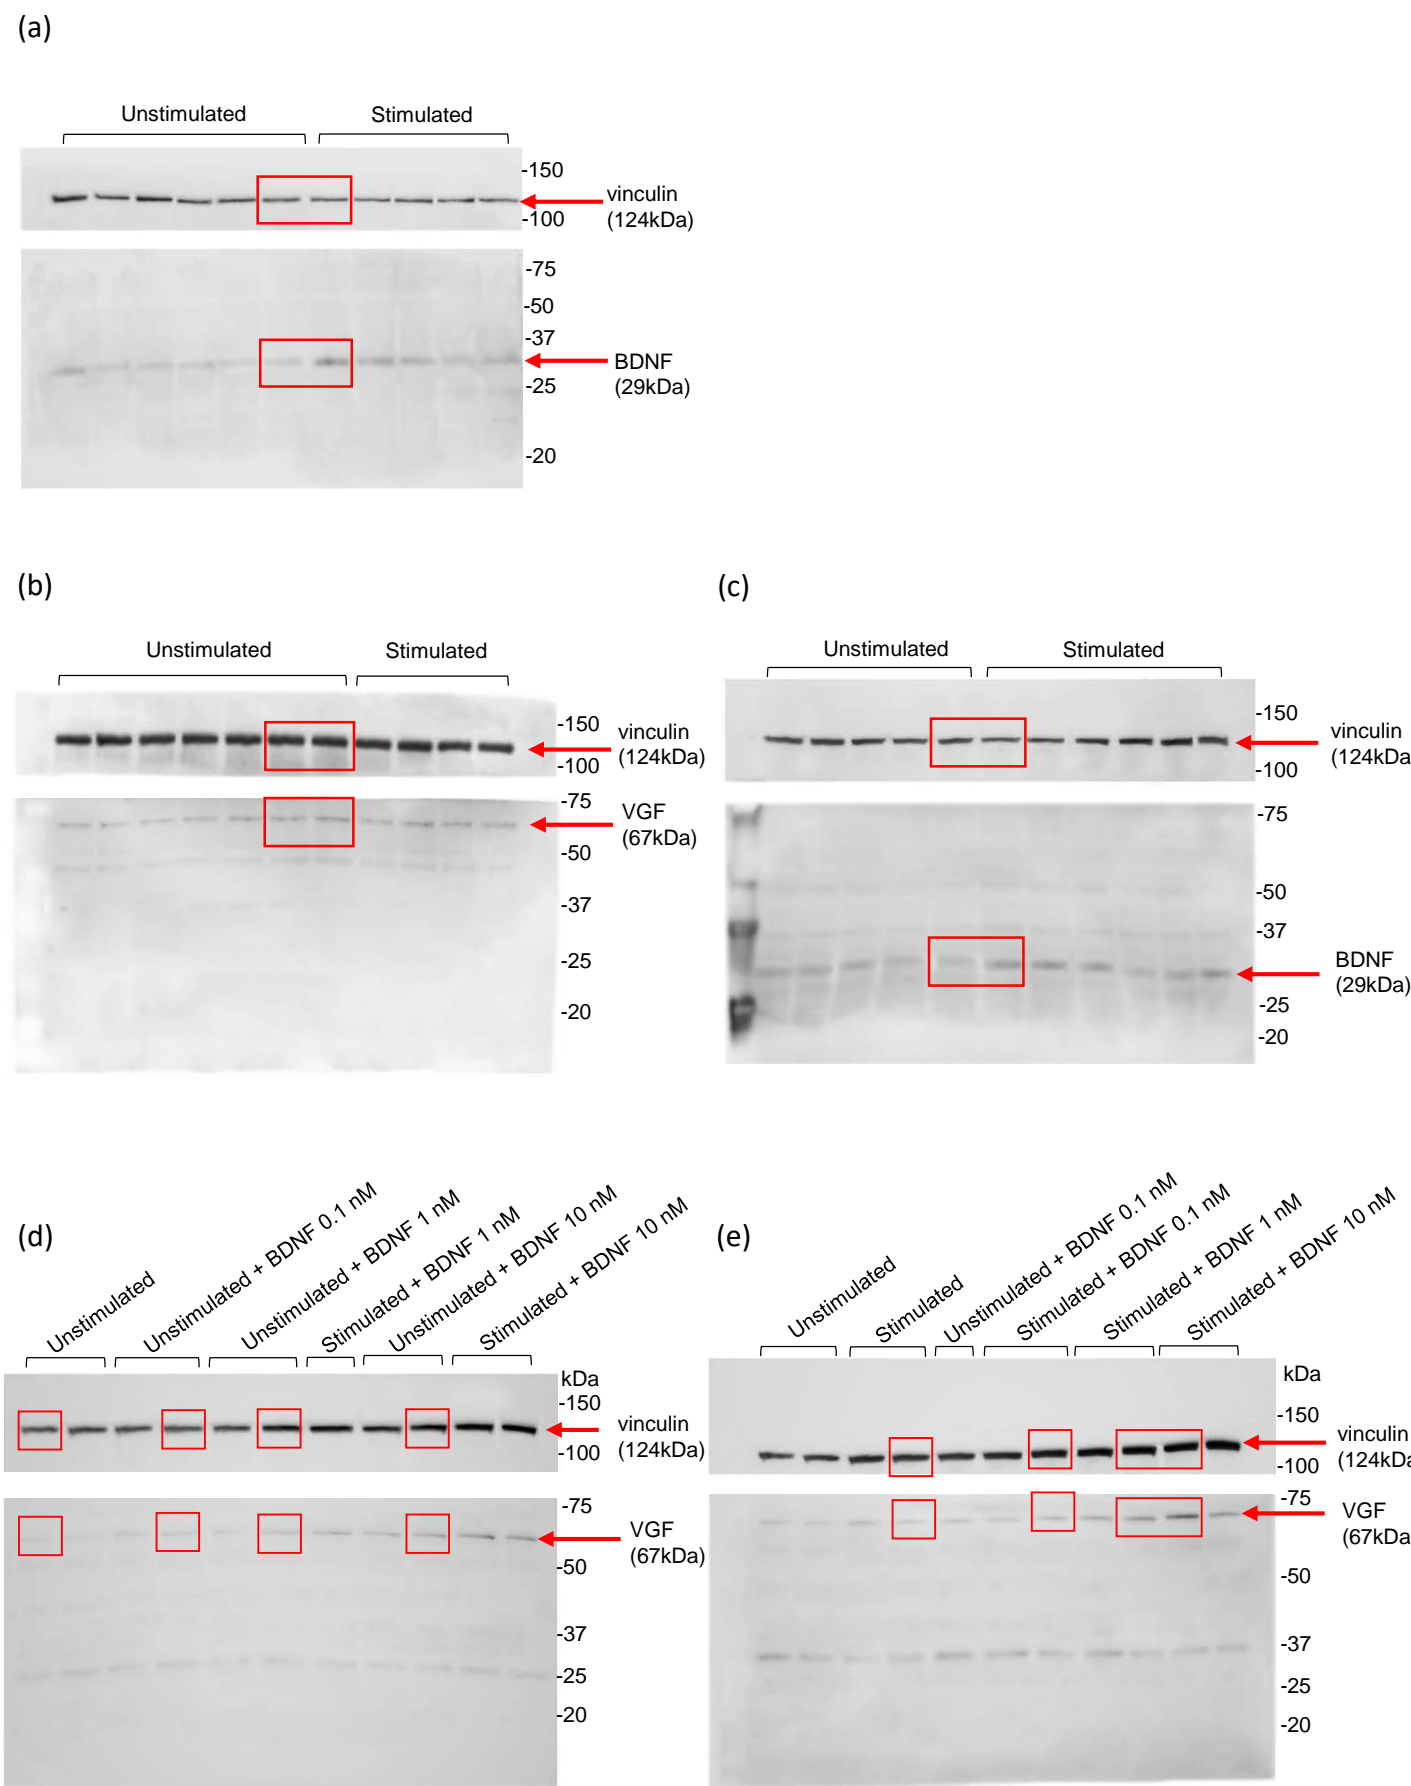 (a)
Unstimulated Stimulated
-150
vinculin
(124kDa)
-100
-75
-50
-37
BDNF
(29kDa)
-25
-20
(b)
Unstimulated Stimulated
-150
vinculin
(124kDa)
-100
-75
VGF
(67kDa)
-50
-37
-25
-20
(c)
Unstimulated Stimulated
-150
vinculin
(124kDa
-100
-75
-50
-37
BDNF
(29kDa)
-25
-20
(d)
Unstimulated
Unstimulated + BDNF 0.1 nM
Unstimulated + BDNF 1 nM
Stimulated + BDNF 1 nM
Unstimulated + BDNF 10 nM
Stimulated + BDNF 10 nM
kDa
-150
vinculin
(124kDa)
-100
-75
VGF
(67kDa)
-50
-37
-25
-20
(e)
Unstimulated
Stimulated
Unstimulated + BDNF 0.1 nM
Stimulated + BDNF 0.1 nM
Stimulated + BDNF 1 nM
Stimulated + BDNF 10 nM
kDa
-150
vinculin
(124kDa
-100
-75
VGF
(67kDa
-50
-37
-25
-20